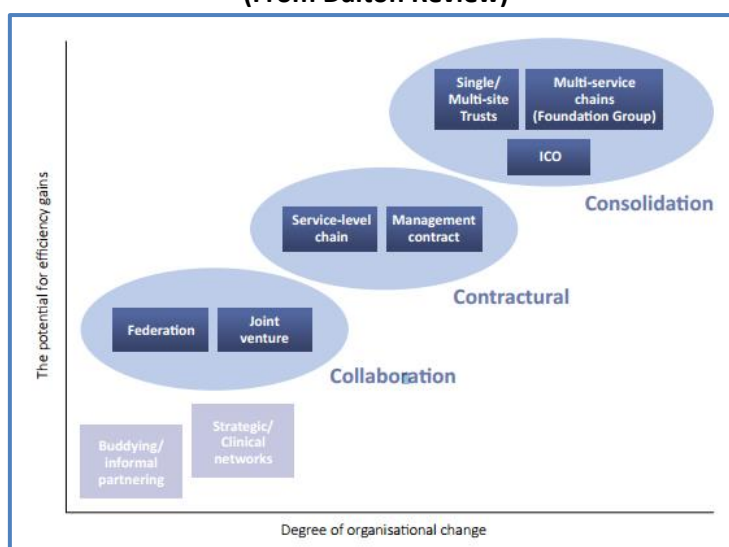 (From Dalton Review)
The potential for efficiency gains
Single/
Multi-site
Trusts
Multi-service
chains
(Foundation Group)
ICO
Consolidation
Service-level
chain
Management
contract
Contractural
Federation
Joint
venture
Collaboration
Buddying/
informal
partnering
Strategic/
Clinical
networks
Degree of organisational change